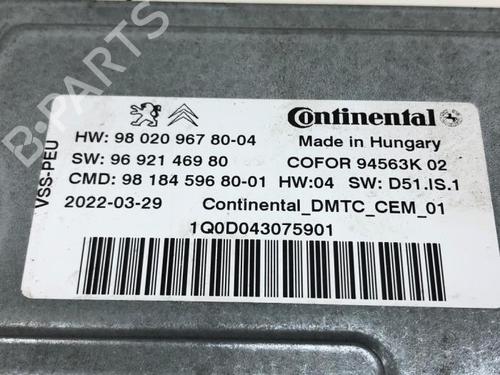 B-PARTS
VSS-PEU
Continental
HW: 98 020 967 80-04 Made in Hungary
SW: 96 921 469 80 COFOR 94563K 02
CMD: 98 184 596 80-01 HW:04 SW: D51.IS.1
2022-03-29 Continental_DMTC_CEM_01
1Q0D043075901